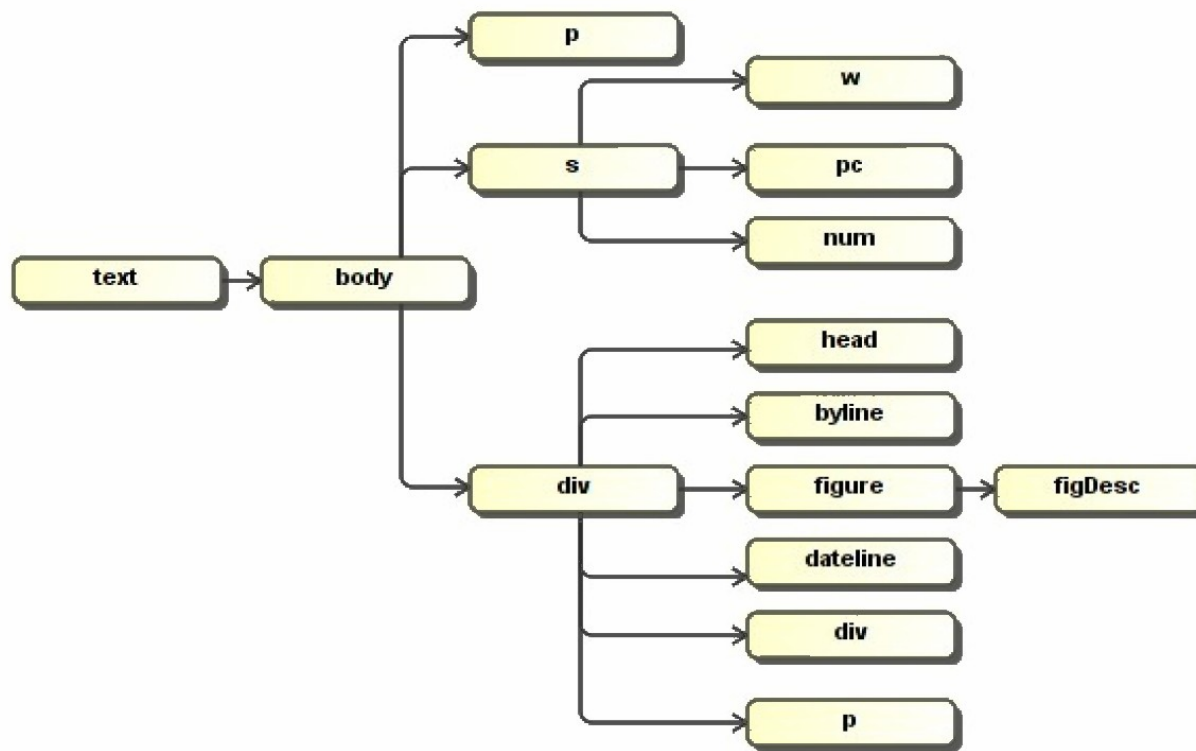 p
w
s
pc
num
text
body
head
byline
div
figure
figDesc
dateline
div
p